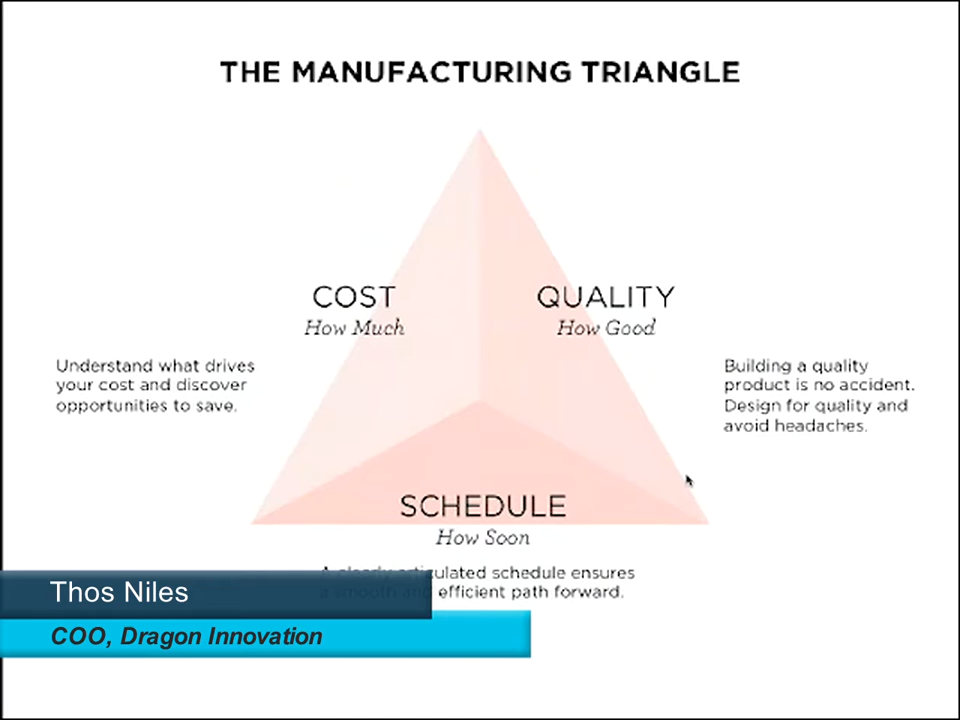 THE MANUFACTURING TRIANGLE
COST
How Much
QUALITY
How Good
Understand what drives
your cost and discover
opportunities to save.
Building a quality
product is no accident.
Design for quality and
avoid headaches.
SCHEDULE
How Soon
A clearly articulated schedule ensures
a smooth and efficient path forward.
Thos Niles
COO, Dragon Innovation